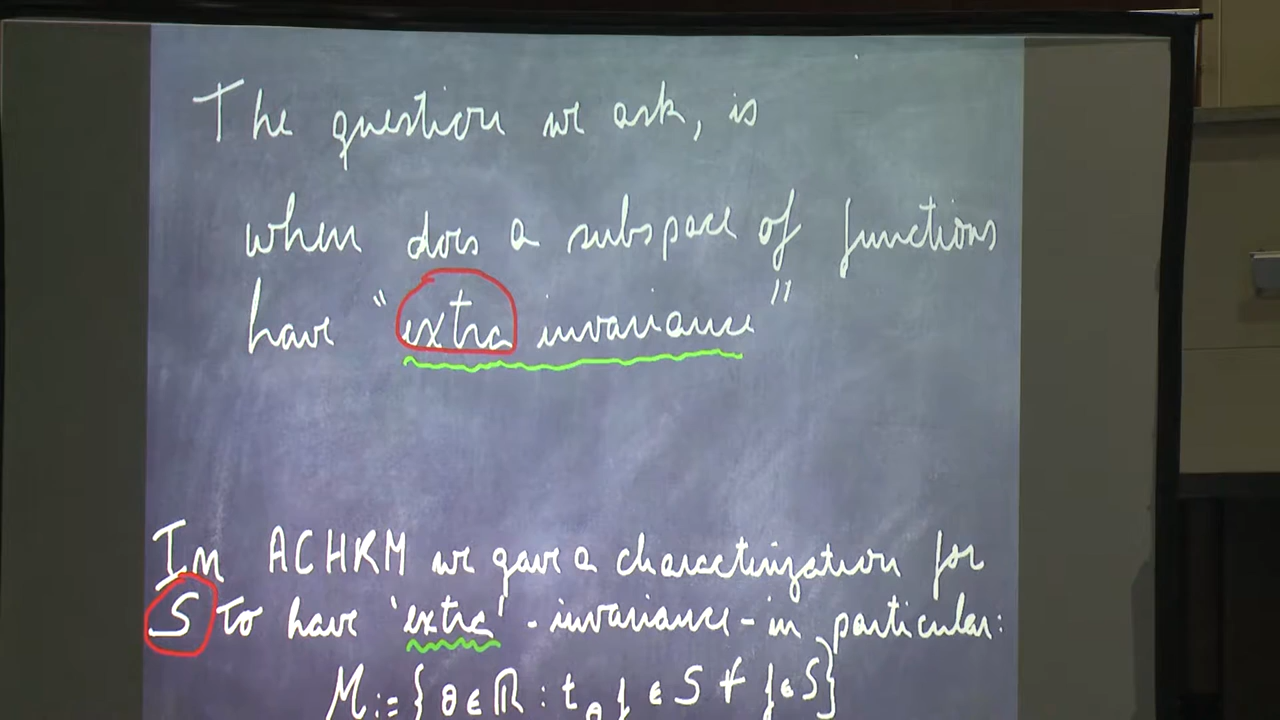 The question we ask, is
when does a subspace of functions
have "extra invariance"
In ACHKM we gave a characterization for
S To have 'extra' - invariance - in particular:
M := { θ ∈ ℝ : t_θ f ∈ S ∀ f ∈ S }